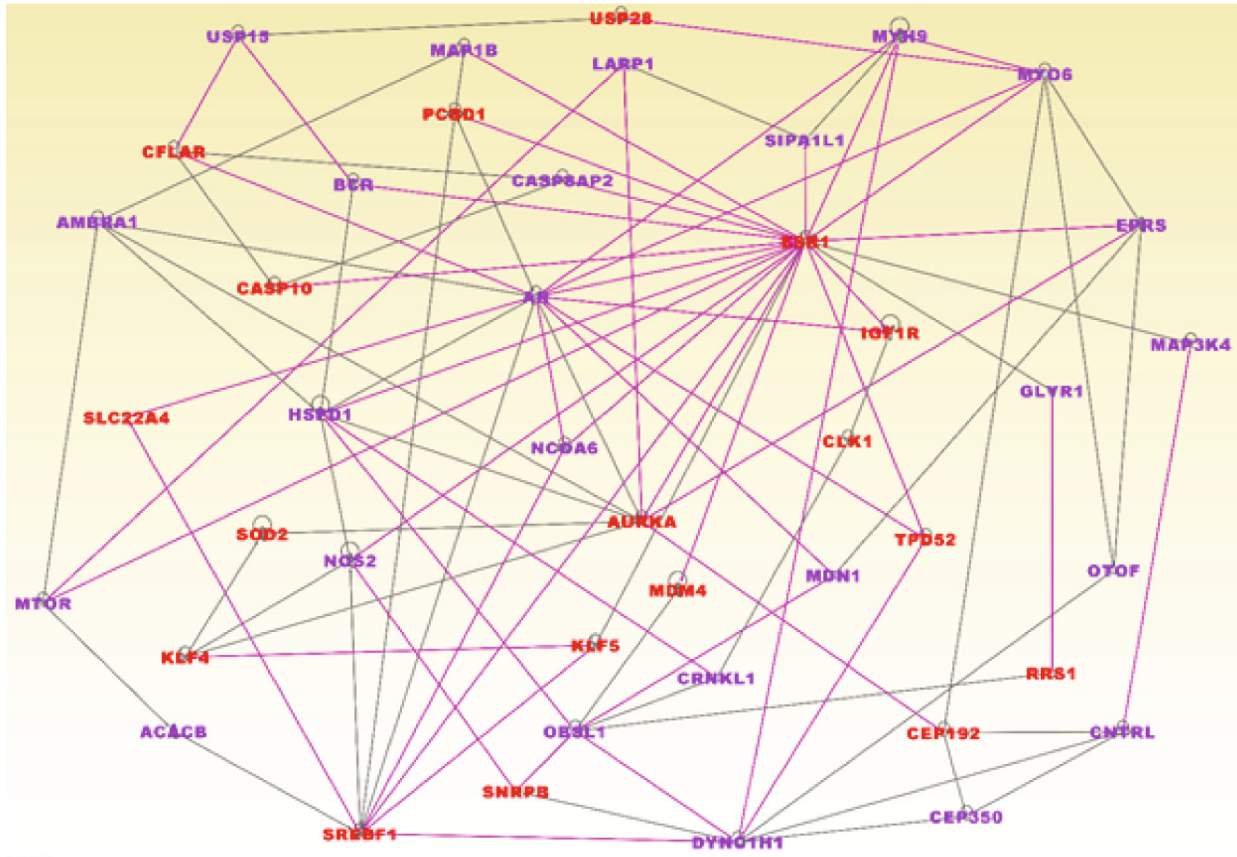 USP28
USP15
MYH9
MAP1B
LARP1
MYO6
PCBD1
SIPA1L1
CFLAR
BCR
CASP8AP2
AMBRA1
EPRS
ESR1
CASP10
AR
IGF1R
MAP3K4
GLYR1
SLC22A4
HSPD1
NCOA6
CLK1
AURKA
SOD2
TPD52
NOS2
MDN1
OTOF
MDM4
MTOR
KLF5
KLF4
CRNKL1
RRS1
ACACB
OBSL1
CEP192
CNTRL
SNRPB
CEP350
SREBF1
DYNC1H1